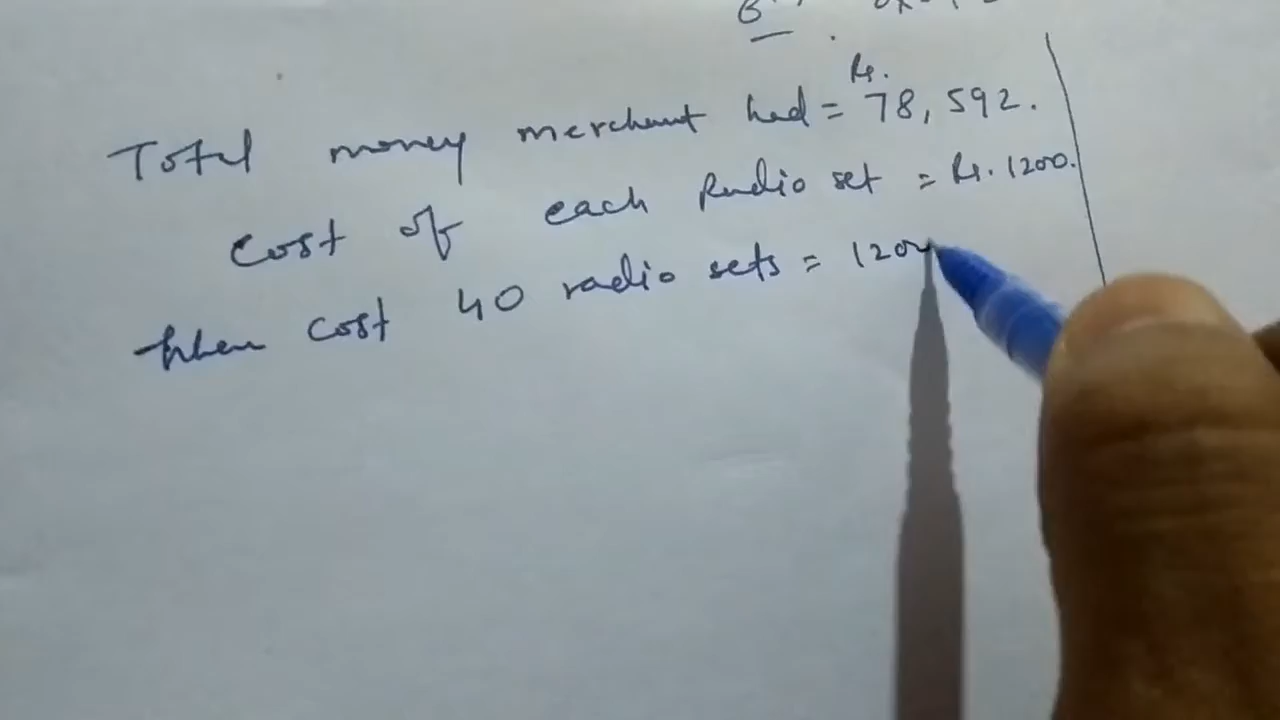 Rs.
Total money merchant had = 78,592.
Cost of each Radio set = Rs. 1200.
then cost 40 radio sets = 1200